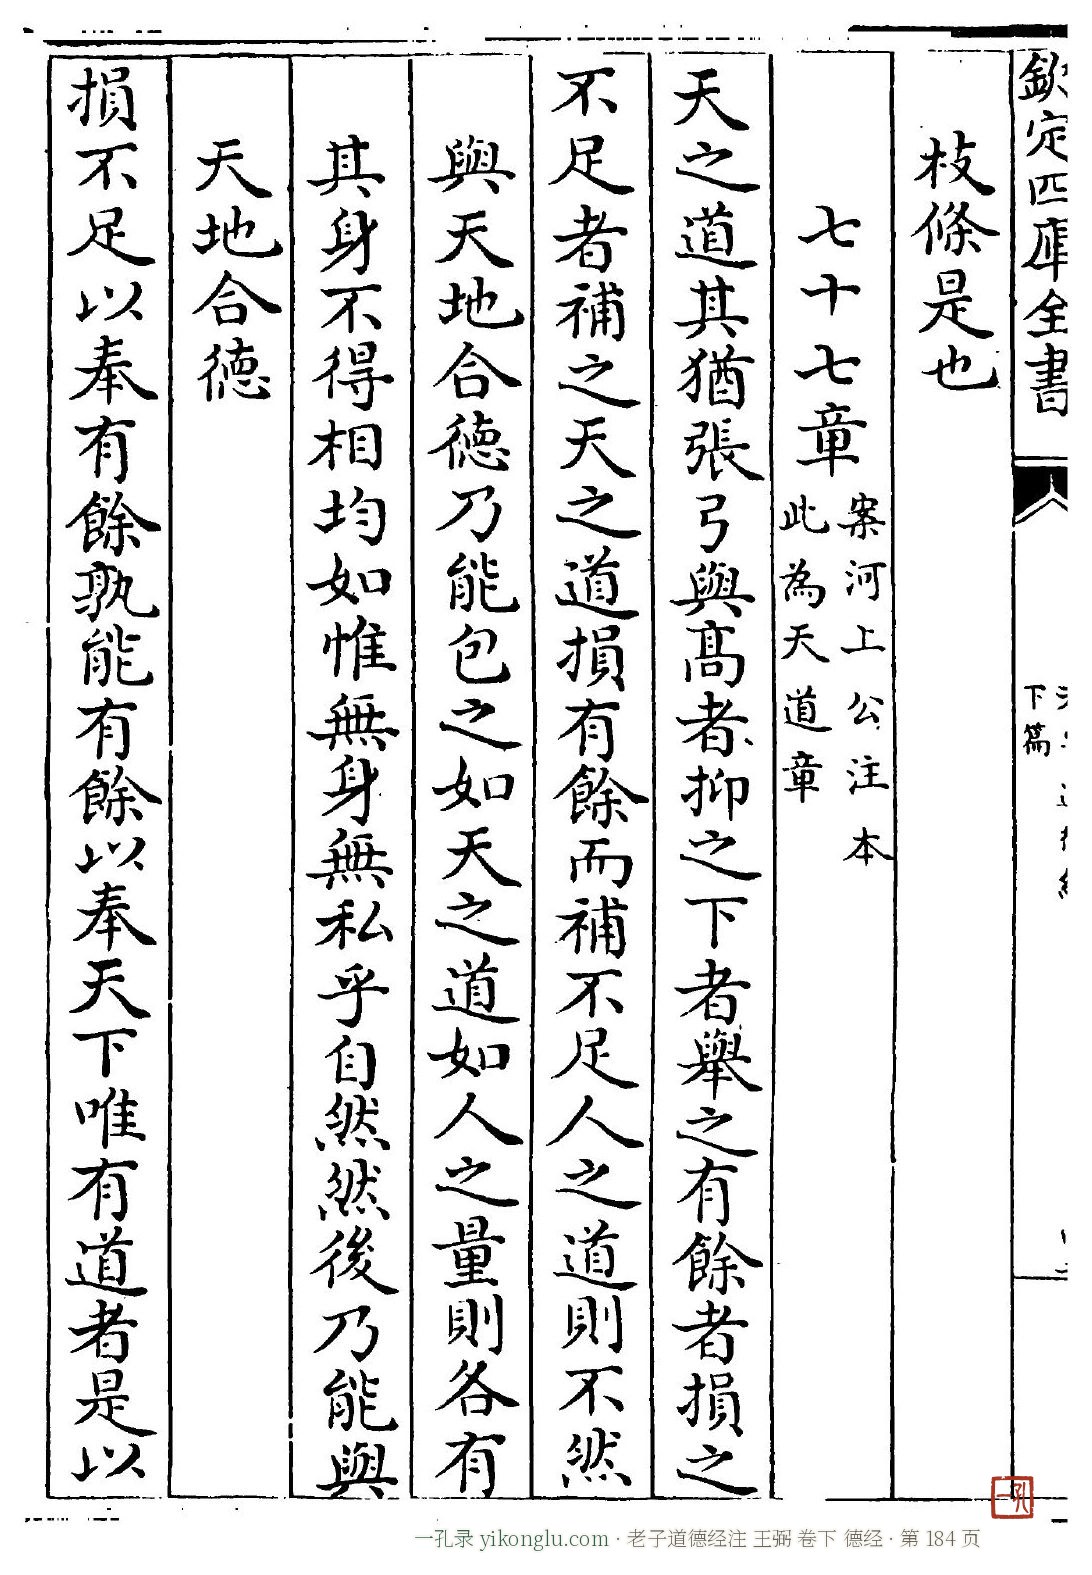 欽定四庫全書
下篇
枝條是也
七十七章
案河上公注本
此為天道章
天之道其猶張弓與髙者抑之下者舉之有餘者損之
不足者補之天之道損有餘而補不足人之道則不然
與天地合徳乃能包之如天之道如人之量則各有
其身不得相均如惟無身無私乎自然然後乃能與
天地合徳
損不足以奉有餘孰能有餘以奉天下唯有道者是以
一孔录 yikonglu.com · 老子道德经注 王弼 卷下 德经 · 第 184 页